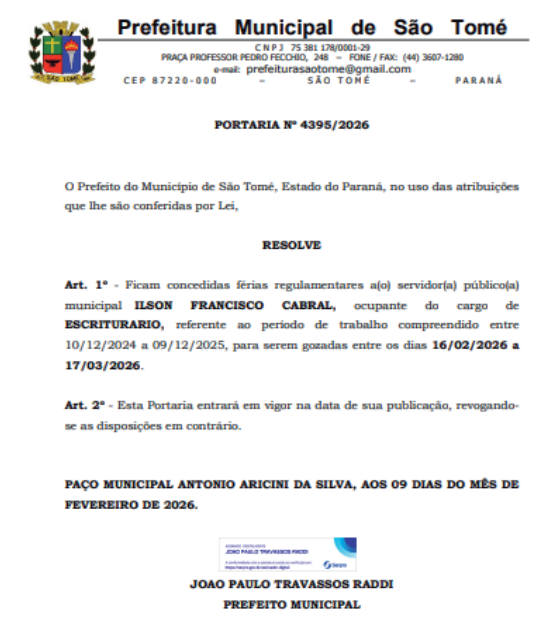 Prefeitura Municipal de São Tomé
CNPJ 75 381 178/0001-29
PRAÇA PROFESSOR PEDRO FECCHIO, 248 – FONE / FAX: (44) 3607-1280
e-mail: prefeiturasaotome@gmail.com
CEP 87220-000 – SÃO TOMÉ – PARANÁ
PORTARIA Nº 4395/2026
O Prefeito do Município de São Tomé, Estado do Paraná, no uso das atribuições
que lhe são conferidas por Lei,
RESOLVE
Art. 1º - Ficam concedidas férias regulamentares a(o) servidor(a) público(a)
municipal ILSON FRANCISCO CABRAL, ocupante do cargo de
ESCRITURARIO, referente ao período de trabalho compreendido entre
10/12/2024 a 09/12/2025, para serem gozadas entre os dias 16/02/2026 a
17/03/2026.
Art. 2º - Esta Portaria entrará em vigor na data de sua publicação, revogando-
se as disposições em contrário.
PAÇO MUNICIPAL ANTONIO ARICINI DA SILVA, AOS 09 DIAS DO MÊS DE
FEVEREIRO DE 2026.
JOAO PAULO TRAVASSOS RADDI
serpro
JOAO PAULO TRAVASSOS RADDI
PREFEITO MUNICIPAL